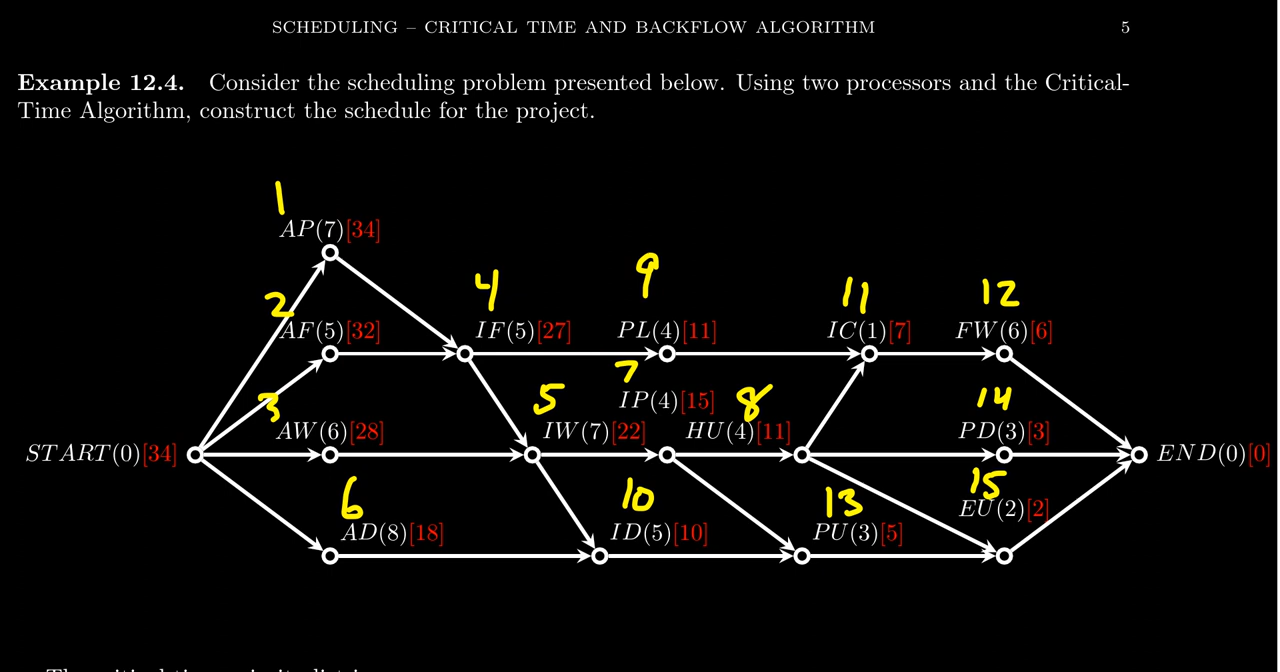 SCHEDULING – CRITICAL TIME AND BACKFLOW ALGORITHM 5
Example 12.4. Consider the scheduling problem presented below. Using two processors and the Critical-
Time Algorithm, construct the schedule for the project.
1
AP(7)[34]
2
AF(5)[32]
4
IF(5)[27]
9
PL(4)[11]
11
IC(1)[7]
12
FW(6)[6]
3
AW(6)[28]
5
IW(7)[22]
7
IP(4)[15]
8
HU(4)[11]
14
PD(3)[3]
START(0)[34]
END(0)[0]
6
AD(8)[18]
10
ID(5)[10]
13
PU(3)[5]
15
EU(2)[2]